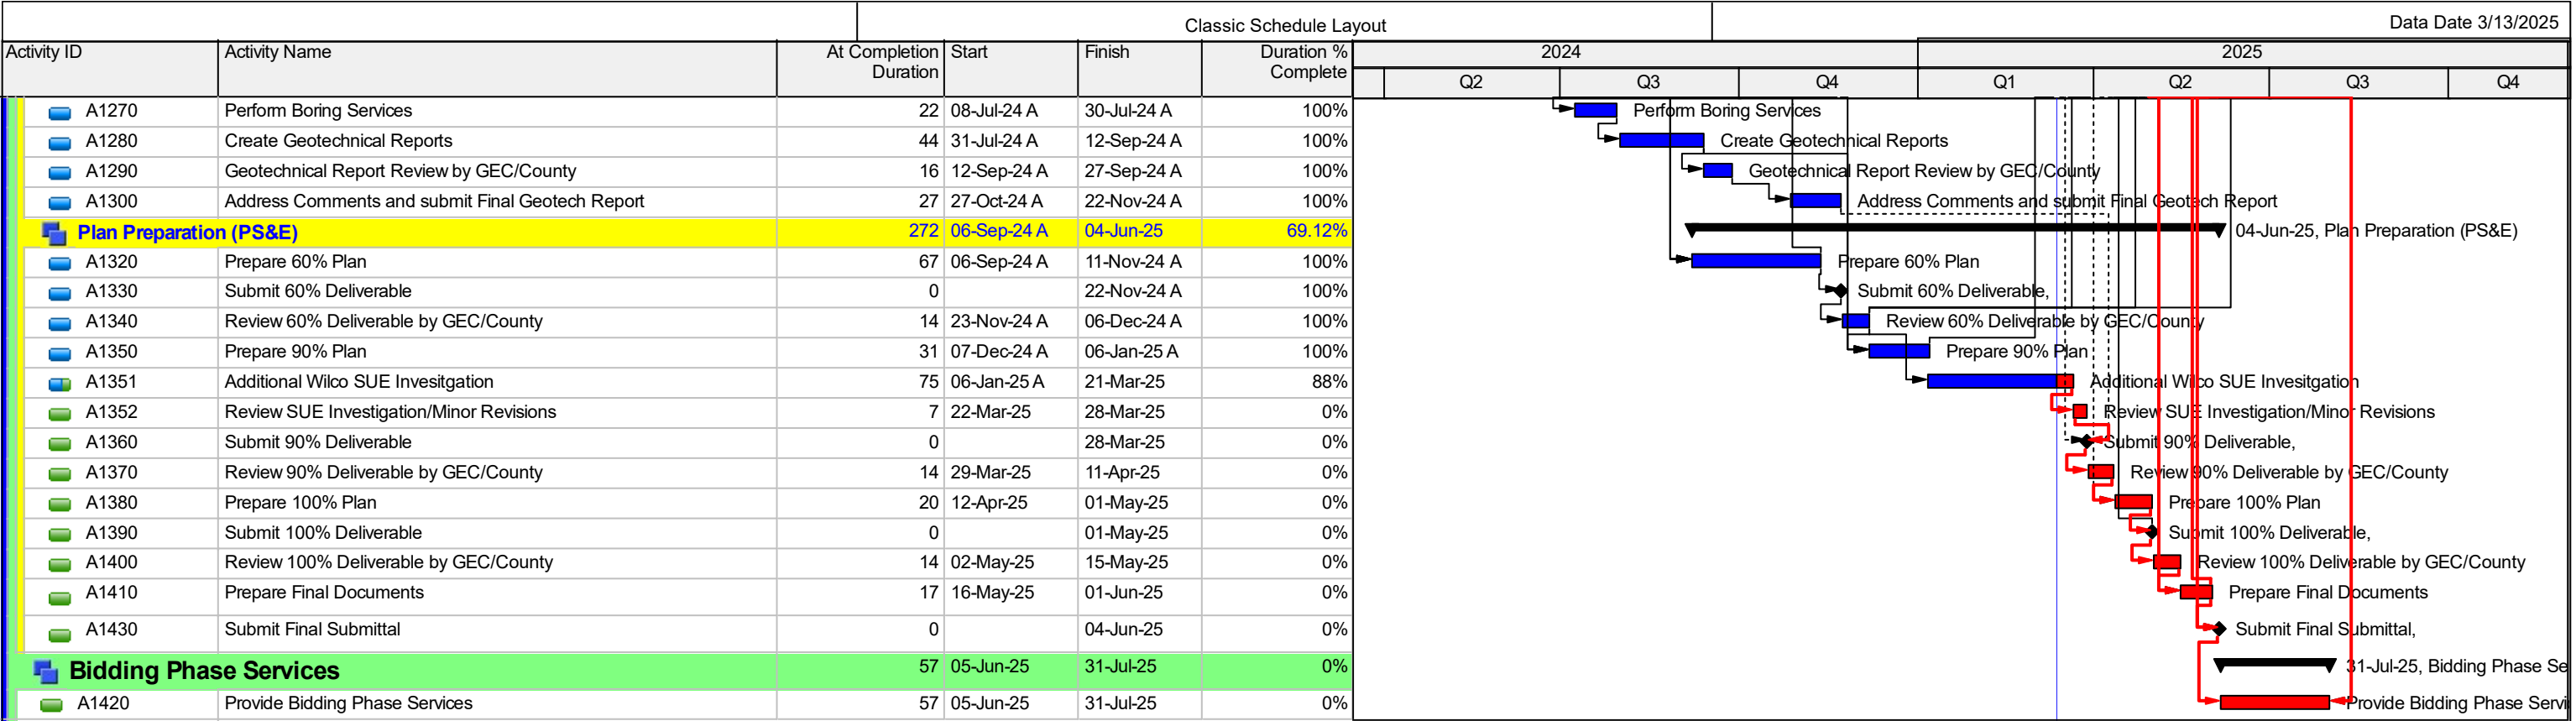 Classic Schedule Layout
Data Date 3/13/2025
Activity ID Activity Name At Completion Duration Start Finish Duration % Complete 2024 2025
Q2 Q3 Q4 Q1 Q2 Q3 Q4
A1270 Perform Boring Services 22 08-Jul-24 A 30-Jul-24 A 100% Perform Boring Services
A1280 Create Geotechnical Reports 44 31-Jul-24 A 12-Sep-24 A 100% Create Geotechnical Reports
A1290 Geotechnical Report Review by GEC/County 16 12-Sep-24 A 27-Sep-24 A 100% Geotechnical Report Review by GEC/County
A1300 Address Comments and submit Final Geotech Report 27 27-Oct-24 A 22-Nov-24 A 100% Address Comments and submit Final Geotech Report
Plan Preparation (PS&E) 272 06-Sep-24 A 04-Jun-25 69.12% 04-Jun-25, Plan Preparation (PS&E)
A1320 Prepare 60% Plan 67 06-Sep-24 A 11-Nov-24 A 100% Prepare 60% Plan
A1330 Submit 60% Deliverable 0 22-Nov-24 A 100% Submit 60% Deliverable,
A1340 Review 60% Deliverable by GEC/County 14 23-Nov-24 A 06-Dec-24 A 100% Review 60% Deliverable by GEC/County
A1350 Prepare 90% Plan 31 07-Dec-24 A 06-Jan-25 A 100% Prepare 90% Plan
A1351 Additional Wilco SUE Invesitgation 75 06-Jan-25 A 21-Mar-25 88% Additional Wilco SUE Invesitgation
A1352 Review SUE Investigation/Minor Revisions 7 22-Mar-25 28-Mar-25 0% Review SUE Investigation/Minor Revisions
A1360 Submit 90% Deliverable 0 28-Mar-25 0% Submit 90% Deliverable,
A1370 Review 90% Deliverable by GEC/County 14 29-Mar-25 11-Apr-25 0% Review 90% Deliverable by GEC/County
A1380 Prepare 100% Plan 20 12-Apr-25 01-May-25 0% Prepare 100% Plan
A1390 Submit 100% Deliverable 0 01-May-25 0% Submit 100% Deliverable,
A1400 Review 100% Deliverable by GEC/County 14 02-May-25 15-May-25 0% Review 100% Deliverable by GEC/County
A1410 Prepare Final Documents 17 16-May-25 01-Jun-25 0% Prepare Final Documents
A1430 Submit Final Submittal 0 04-Jun-25 0% Submit Final Submittal,
Bidding Phase Services 57 05-Jun-25 31-Jul-25 0% 31-Jul-25, Bidding Phase Se
A1420 Provide Bidding Phase Services 57 05-Jun-25 31-Jul-25 0% Provide Bidding Phase Servi